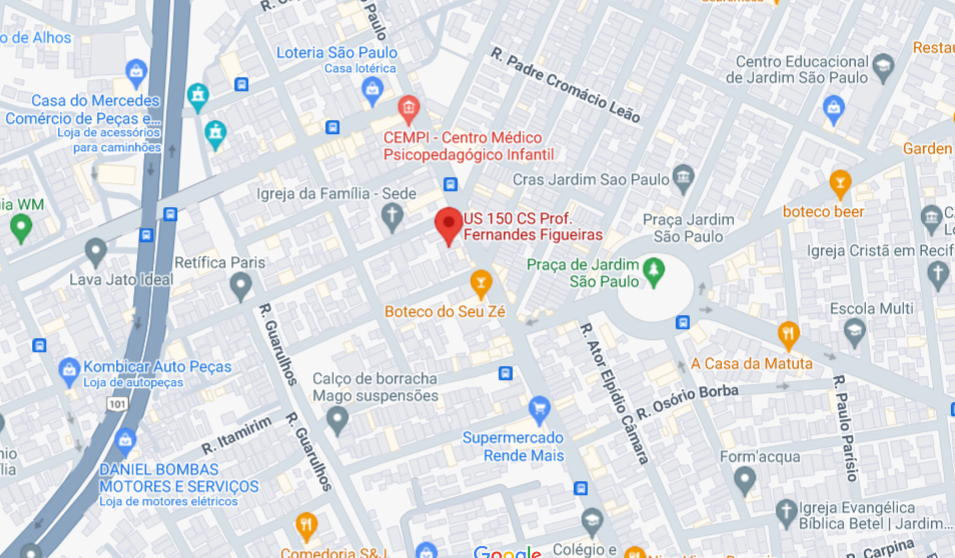 o de Alhos
Paulo
Loteria São Paulo
Casa lotérica
R. Padre Cromácio Leão
Centro Educacional
de Jardim São Paulo
Casa do Mercedes
Comércio de Peças e...
Loja de acessórios
para caminhões
CEMPI - Centro Médico
Psicopedagógico Infantil
Garden
Cras Jardim Sao Paulo
Igreja da Família - Sede
boteco beer
ia WM
US 150 CS Prof.
Fernandes Figueiras
Praça Jardim
São Paulo
Igreja Cristã em Recif
Lava Jato Ideal
Retífica Paris
Praça de Jardim
São Paulo
Boteco do Seu Zé
Escola Multi
R. Guarulhos
R. Ator Elpídio Câmara
Kombicar Auto Peças
Loja de autopeças
A Casa da Matuta
Calço de borracha
Mago suspensões
R. Osório Borba
R. Paulo Parísio
101
R. Itamirim
R. Guarulhos
Supermercado
Rende Mais
Form'acqua
DANIEL BOMBAS
MOTORES E SERVIÇOS
Loja de motores elétricos
Igreja Evangélica
Bíblica Betel | Jardim...
R. Carpina
Comedoria S&J
Google
Colégio e